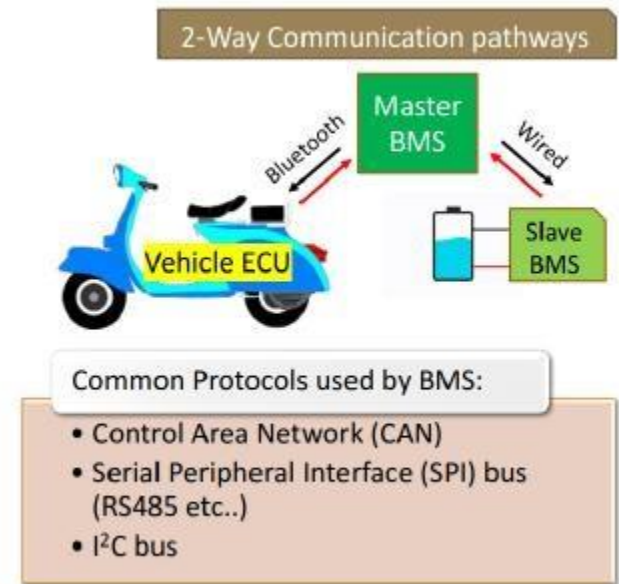 2-Way Communication pathways
Master
BMS
Bluetooth
Wired
Vehicle ECU
Slave
BMS
Common Protocols used by BMS:
• Control Area Network (CAN)
• Serial Peripheral Interface (SPI) bus
(RS485 etc..)
• I²C bus